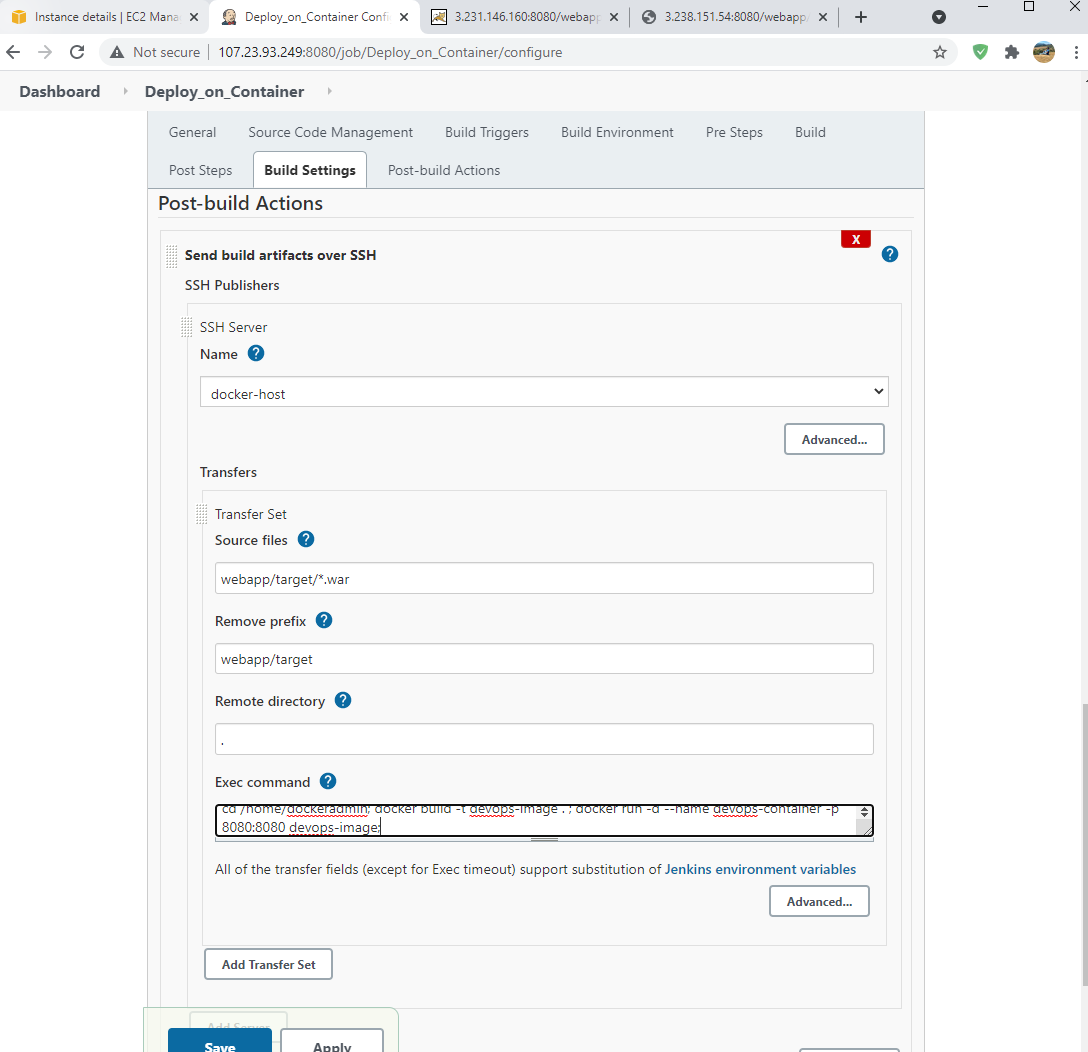 Instance details | EC2 Mana
Deploy_on_Container Confi
3.231.146.160:8080/webapp
3.238.151.54:8080/webapp
Not secure
107.23.93.249:8080/job/Deploy_on_Container/configure
Dashboard
Deploy_on_Container
General
Source Code Management
Build Triggers
Build Environment
Pre Steps
Build
Post Steps
Build Settings
Post-build Actions
Post-build Actions
X
Send build artifacts over SSH
?
SSH Publishers
SSH Server
Name ?
docker-host
Advanced...
Transfers
Transfer Set
Source files ?
webapp/target/*.war
Remove prefix ?
webapp/target
Remote directory ?
.
Exec command ?
cd /home/dockeradmin; docker build -t devops-image . ; docker run -d --name devops-container -p
8080:8080 devops-image;
All of the transfer fields (except for Exec timeout) support substitution of Jenkins environment variables
Advanced...
Add Transfer Set
Add Server
Save
Apply